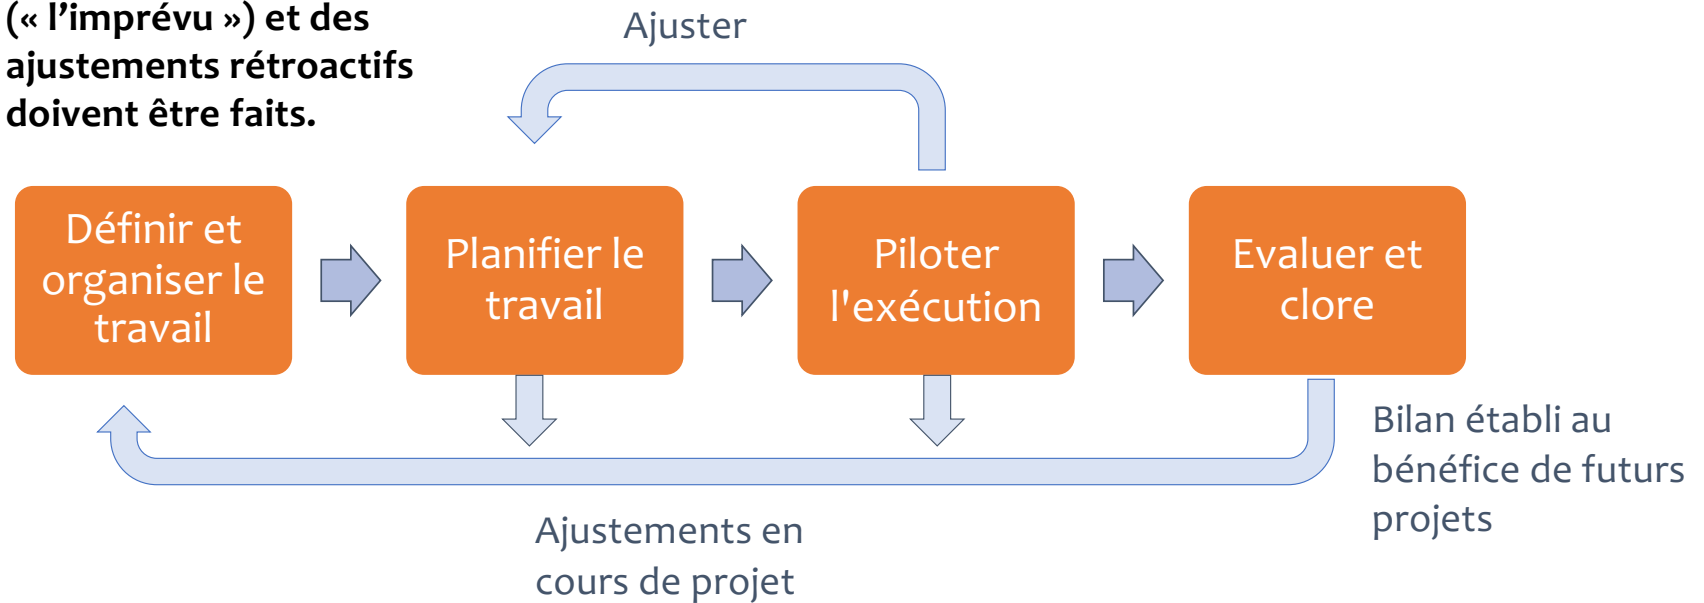 (« l’imprévu ») et des
ajustements rétroactifs
doivent être faits.
Ajuster
Définir et
organiser le
travail
Planifier le
travail
Piloter
l'exécution
Evaluer et
clore
Bilan établi au
bénéfice de futurs
projets
Ajustements en
cours de projet